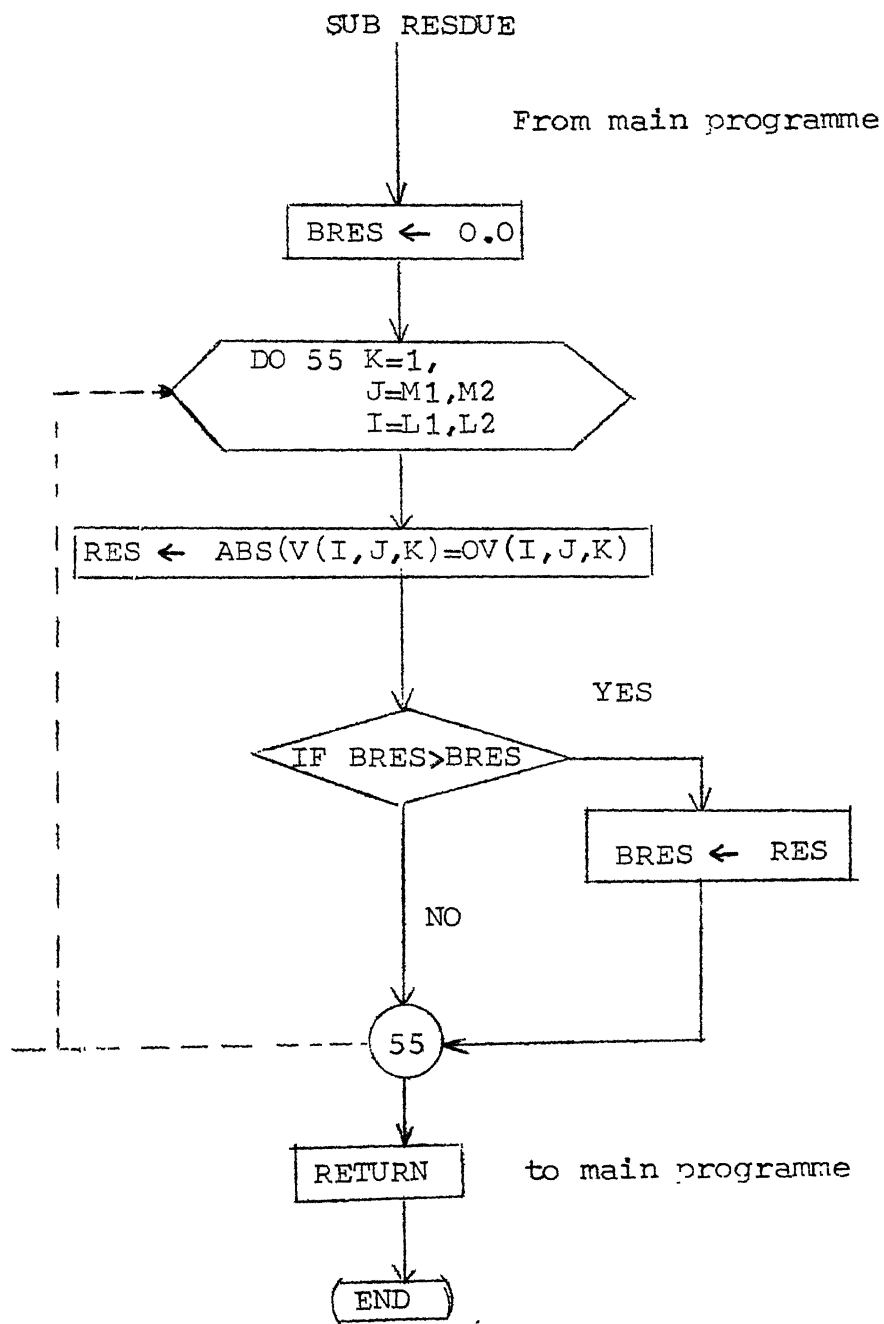 SUB RESDUE
From main programme
BRES ← 0.0
DO 55 K=1,
J=M1,M2
I=L1,L2
RES ← ABS(V(I,J,K)=OV(I,J,K)
YES
IF BRES>BRES
BRES ← RES
NO
55
RETURN
to main programme
END